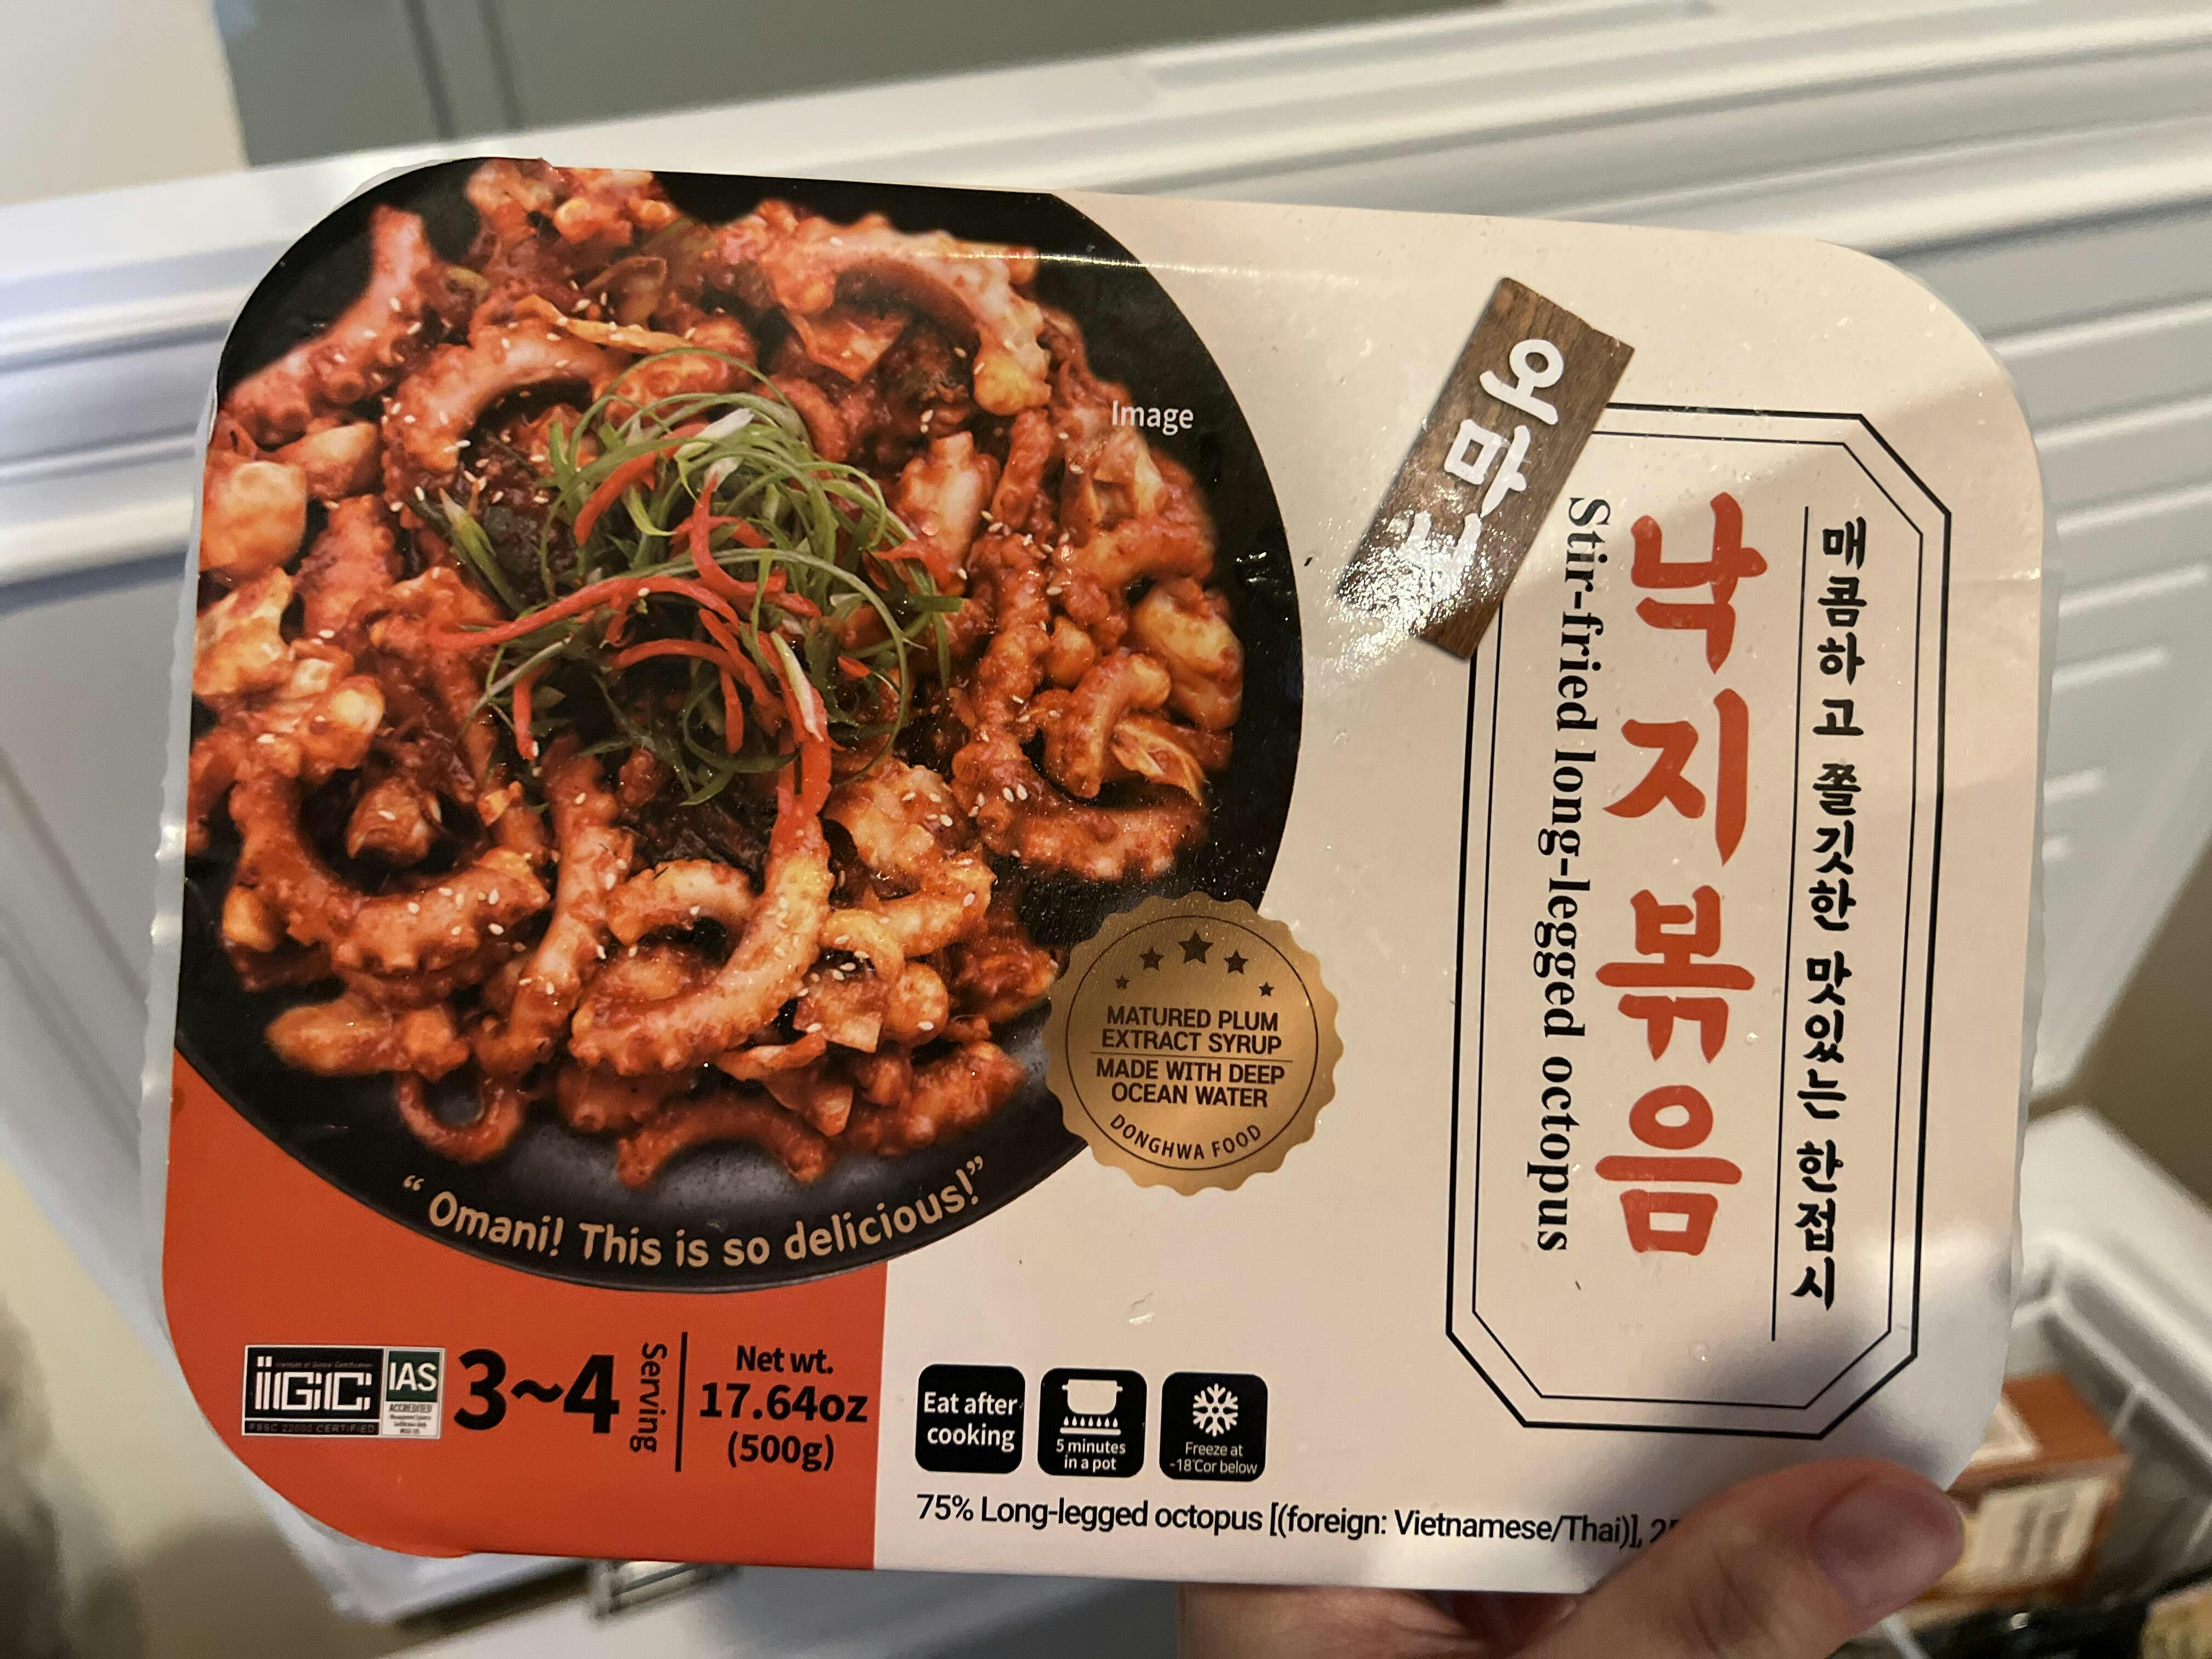 Image
오마니
매콤하고 쫄깃한 맛있는 한접시
낙지볶음
Stir-fried long-legged octopus
MATURED PLUM
EXTRACT SYRUP
MADE WITH DEEP
OCEAN WATER
DONGHWA FOOD
“ Omani! This is so delicious!”
iGC
FSSC 22000 CERTIFIED
IAS
ACCREDITED
3~4
Serving
Net wt.
17.64oz
(500g)
Eat after
cooking
5 minutes
in a pot
Freeze at
-18°C or below
75% Long-legged octopus [(foreign: Vietnamese/Thai)],